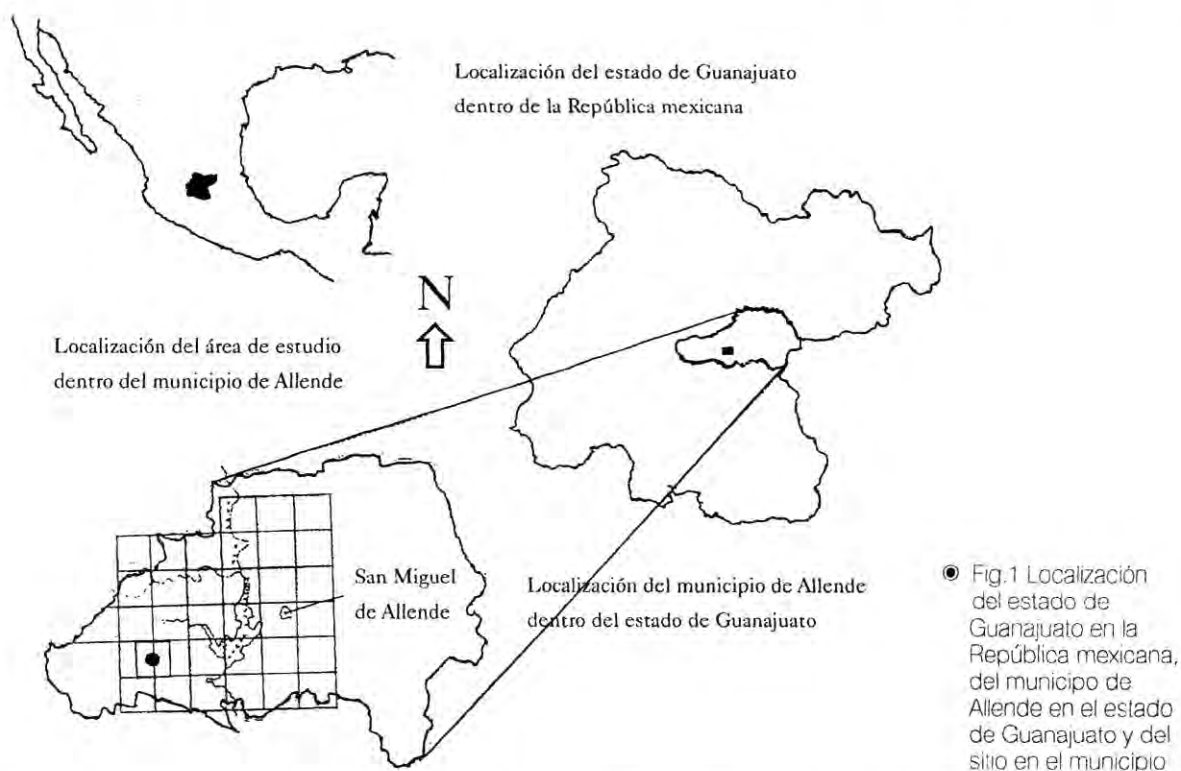 Localización del estado de Guanajuato
dentro de la República mexicana
N
Localización del área de estudio
dentro del municipio de Allende
San Miguel
de Allende
Localización del municipio de Allende
dentro del estado de Guanajuato
Fig.1 Localización
del estado de
Guanajuato en la
República mexicana,
del municipo de
Allende en el estado
de Guanajuato y del
sitio en el municipio